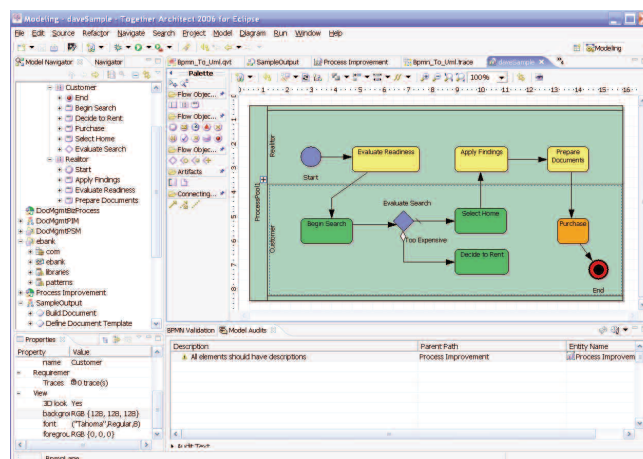 Modeling - daveSample - Together Architect 2006 for Eclipse
File Edit Source Refactor Navigate Search Project Model Diagram Run Window Help
Modeling
Model Navigator Navigator
Bpmn_To_Uml.qvt SampleOutput Process Improvement Bpmn_To_Uml.trace daveSample
Palette
100%
Customer
End
Begin Search
Decide to Rent
Purchase
Select Home
Evaluate Search
Realitor
Start
Apply Findings
Evaluate Readiness
Prepare Documents
DocMgmtBizProcess
DocMgmtPIM
DocMgmtPSM
ebank
com
ebank
libraries
patterns
Process Improvement
SampleOutput
Build Document
Define Document Template
Flow Objec...
Flow Objec...
Flow Objec...
Artifacts
Connecting...
ProcessPool1
Realitor
Start
Evaluate Readiness
Apply Findings
Prepare Documents
Customer
Begin Search
Evaluate Search
Too Expensive
Select Home
Decide to Rent
Purchase
End
Properties
Property Value
name Customer
Requiremer
Traces 0 trace(s)
View
3D look Yes
backgrou RGB {128, 128, 128}
font ("Tahoma",Regular,8)
foregrou RGB {0, 0, 0}
BPMN Validation Model Audits
Description Parent Path Entity Name
All elements should have descriptions Process Improvement Process Improvem
Audit Text